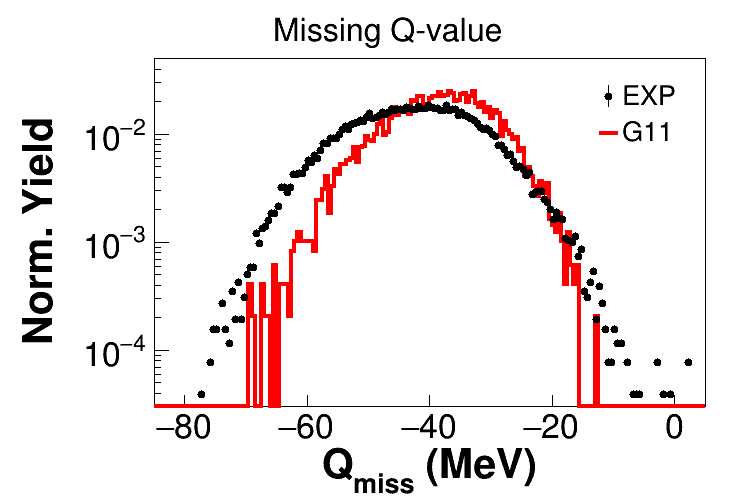 Missing Q-value
Norm. Yield
EXP
G11
10⁻²
10⁻³
10⁻⁴
−80 −60 −40 −20 0
Q_miss (MeV)